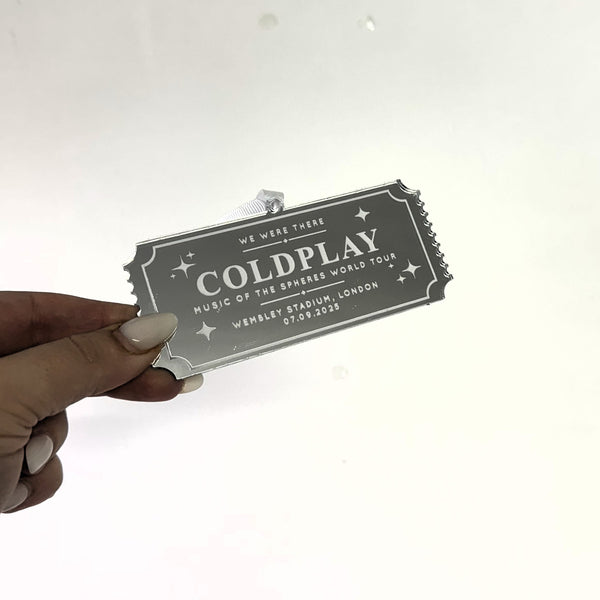 WE WERE THERE
COLDPLAY
MUSIC OF THE SPHERES WORLD TOUR
WEMBLEY STADIUM, LONDON
07.09.2025